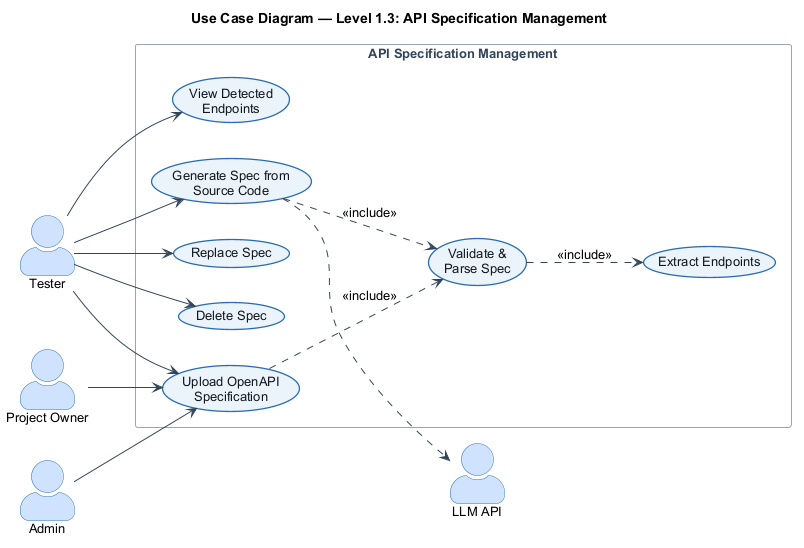 Use Case Diagram — Level 1.3: API Specification Management
API Specification Management
View Detected
Endpoints
Generate Spec from
Source Code
«include»
Tester
Replace Spec
Validate &
Parse Spec
«include»
Extract Endpoints
«include»
Delete Spec
Upload OpenAPI
Specification
Project Owner
Admin
LLM API